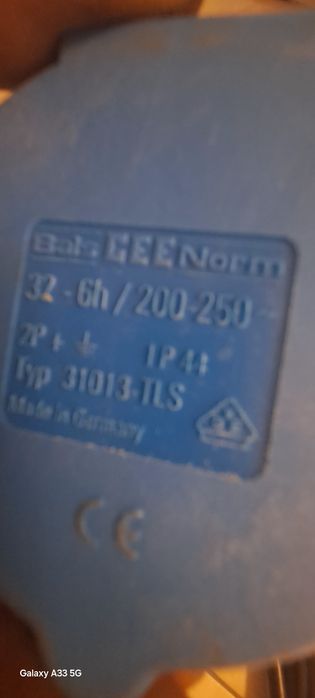 Bals CEE Norm
32 - 6h / 200-250 ~
2P + ⏚ IP 44
Typ 31013-TLS
Made in Germany
CE
Galaxy A33 5G